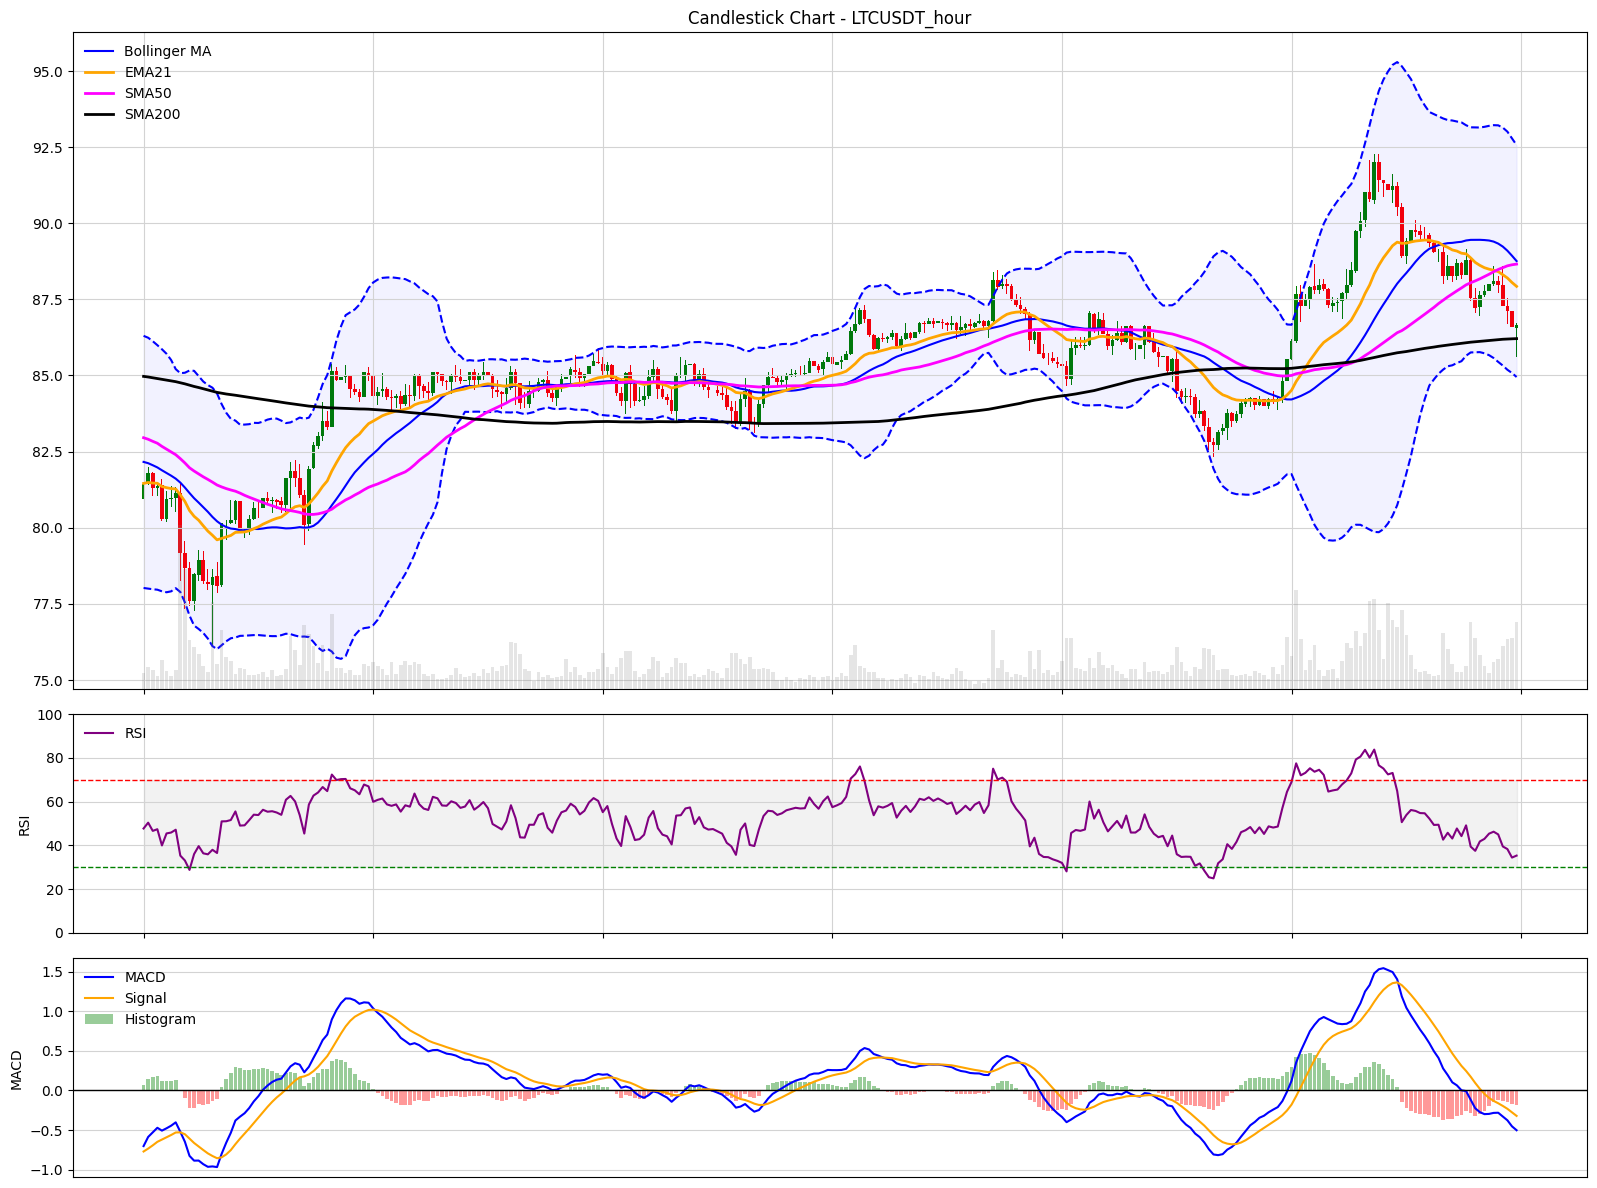 Candlestick Chart - LTCUSDT_hour
Bollinger MA
EMA21
SMA50
SMA200
95.0
92.5
90.0
87.5
85.0
82.5
80.0
77.5
75.0
RSI
100
80
60
40
20
0
RSI
MACD
Signal
Histogram
1.5
1.0
0.5
0.0
−0.5
−1.0
MACD